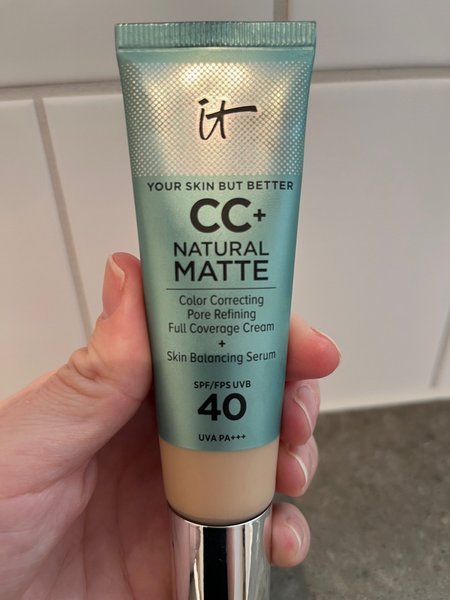 it
YOUR SKIN BUT BETTER
CC+
NATURAL
MATTE
Color Correcting
Pore Refining
Full Coverage Cream
+
Skin Balancing Serum
SPF/FPS UVB
40
UVA PA+++